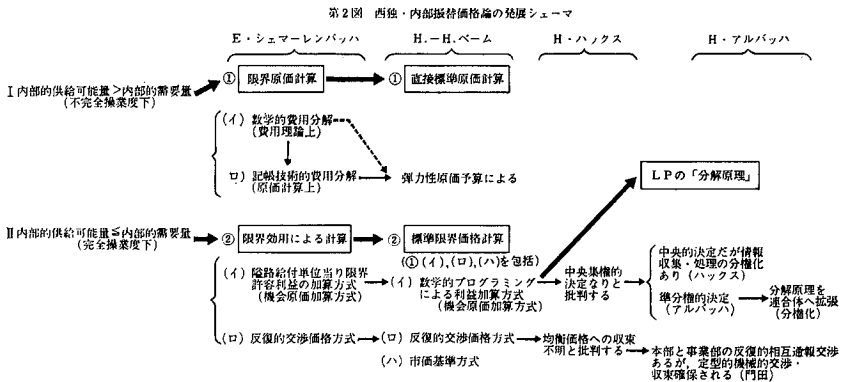 第2図 西独・内部振替価格論の発展シェーマ
E・シェマーレンバッハ
H.－H.ベーム
H・ハックス
H・アルバッハ
I 内部的供給可能量＞内部的需要量
（不完全操業度下）
① 限界原価計算
① 直接標準原価計算
（イ）数学的費用分解
（費用理論上）
ロ）記帳技術的費用分解
（原価計算上）
弾力性原価予算による
LPの「分解原理」
II 内部的供給可能量≦内部的需要量
（完全操業度下）
② 限界効用による計算
② 標準限界価格計算
（①（イ），（ロ），（ハ）を包括）
（イ）隘路給付単位当り限界
許容利益の加算方式
（機会原価加算方式）
（イ）数学的プログラミング
による利益加算方式
（機会原価加算方式）
中央集権的
決定なりと
批判する
中央的決定だが情報
収集・処理の分権化
あり（ハックス）
準分権的決定
（アルバッハ）
分解原理を
連合体へ拡張
（分権化）
（ロ）反復的交渉価格方式
（ロ）反復的交渉価格方式
均衡価格への収束
不明と批判する
本部と事業部の反復的相互通報交渉
あるが，定型的機械的交渉・
収束確保される（門田）
（ハ）市価基準方式